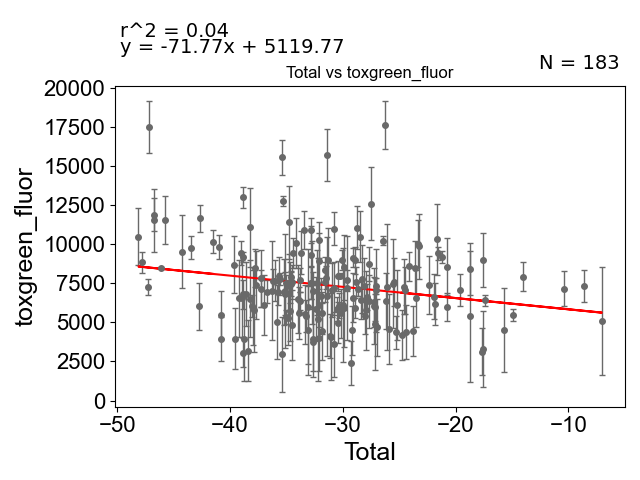 r^2 = 0.04
y = -71.77x + 5119.77
N = 183
Total vs toxgreen_fluor
20000
17500
15000
12500
10000
7500
5000
2500
0
toxgreen_fluor
−50 −40 −30 −20 −10
Total